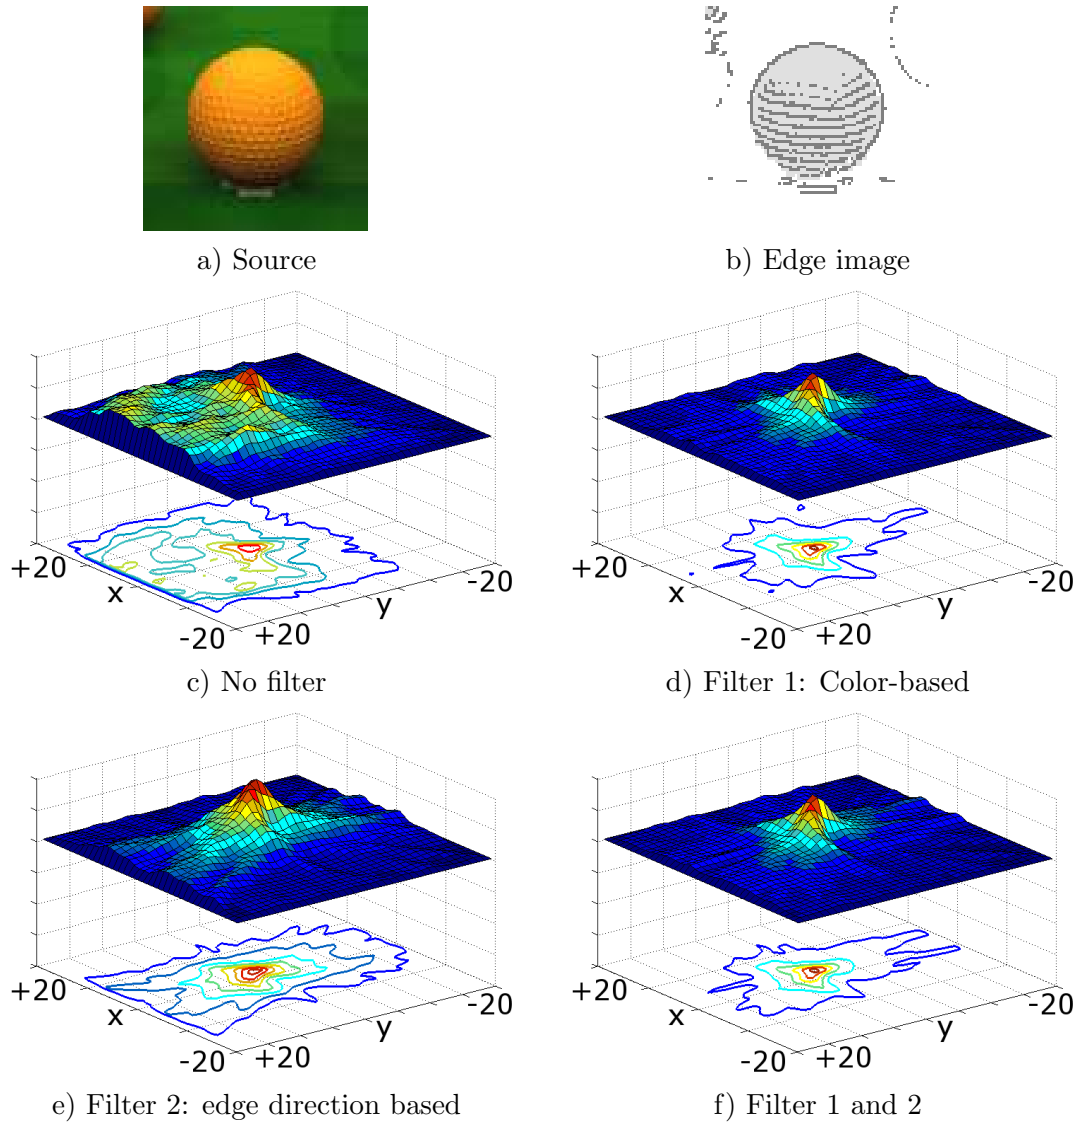 a) Source
b) Edge image
+20
x
-20
+20
y
-20
c) No filter
+20
x
-20
+20
y
-20
d) Filter 1: Color-based
+20
x
-20
+20
y
-20
e) Filter 2: edge direction based
+20
x
-20
+20
y
-20
f) Filter 1 and 2